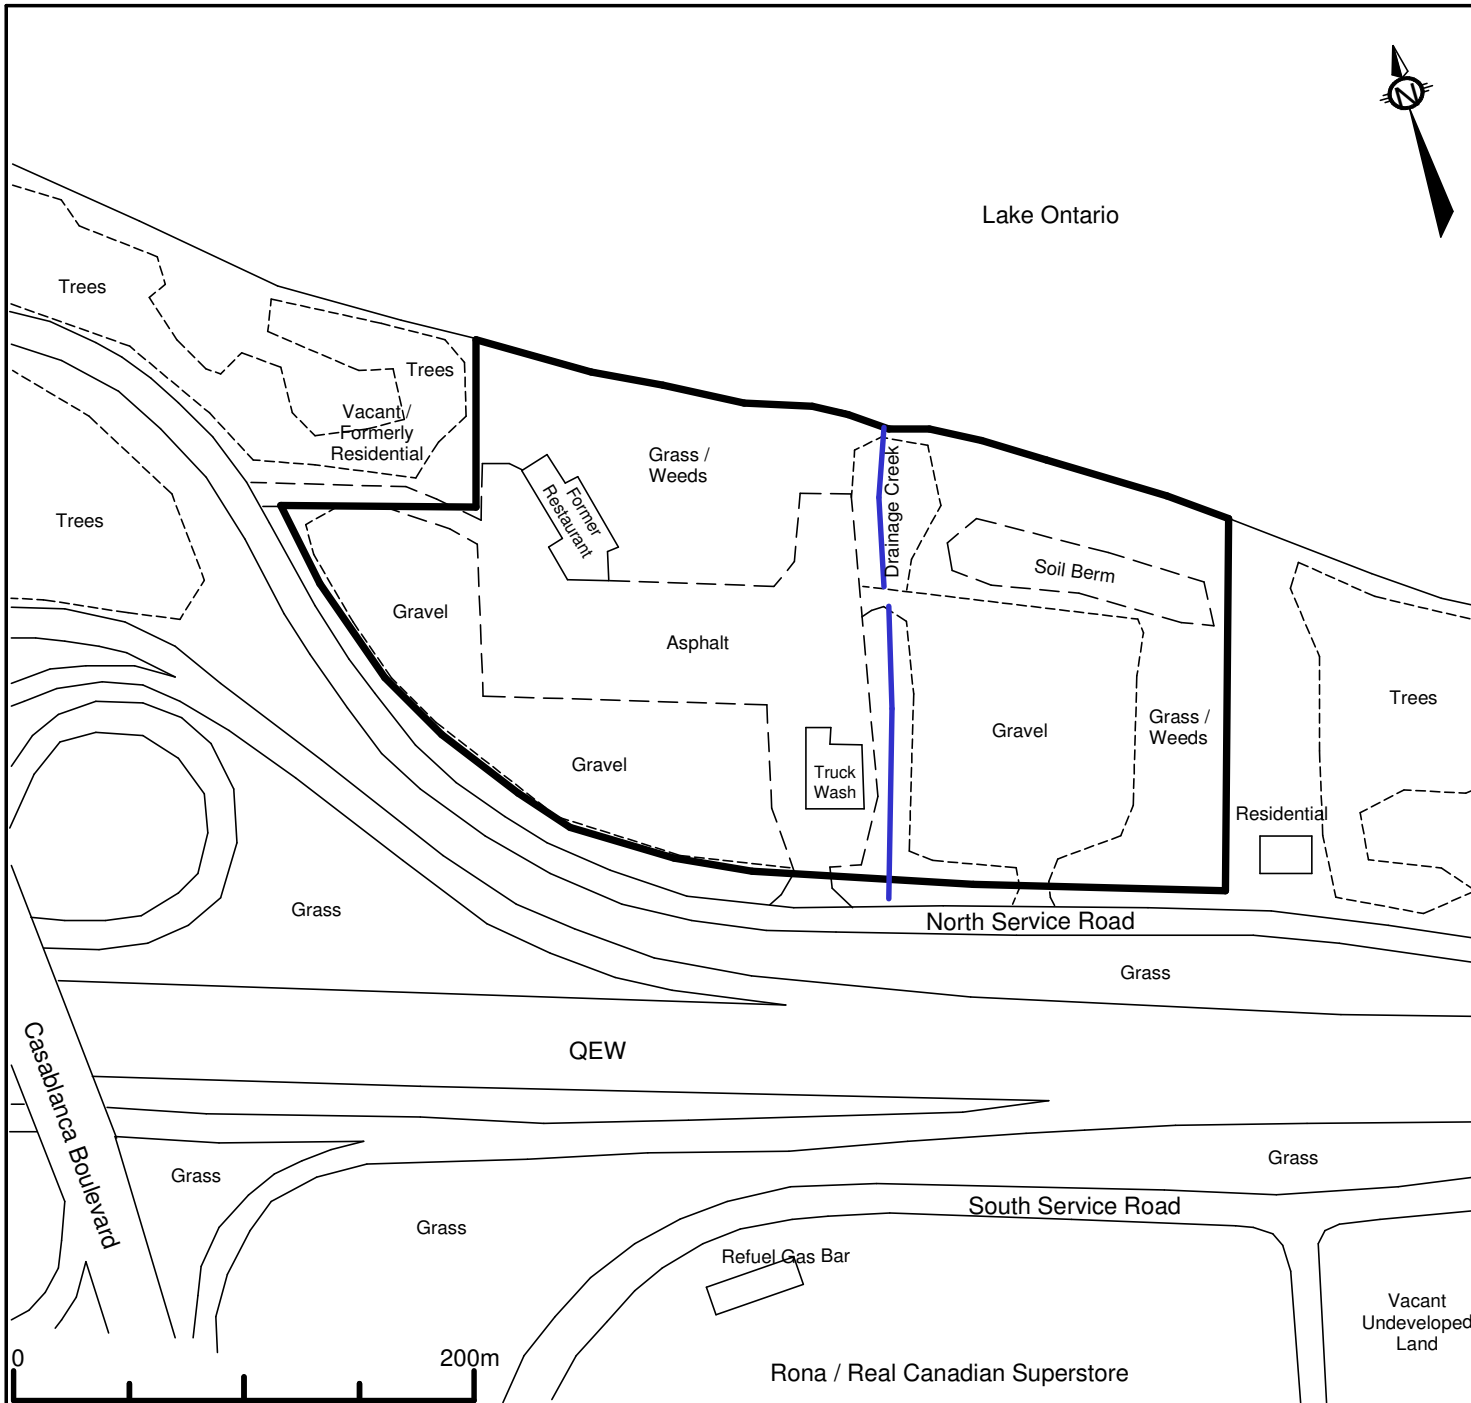 N
Lake Ontario
Trees
Trees
Vacant /
Formerly
Residential
Grass /
Weeds
Former
Restaurant
Drainage Creek
Trees
Soil Berm
Gravel
Asphalt
Trees
Grass /
Weeds
Gravel
Gravel
Truck
Wash
Residential
Grass
North Service Road
Grass
QEW
Casablanca Boulevard
Grass
Grass
South Service Road
Grass
Refuel Gas Bar
Vacant
Undeveloped
Land
0
200m
Rona / Real Canadian Superstore